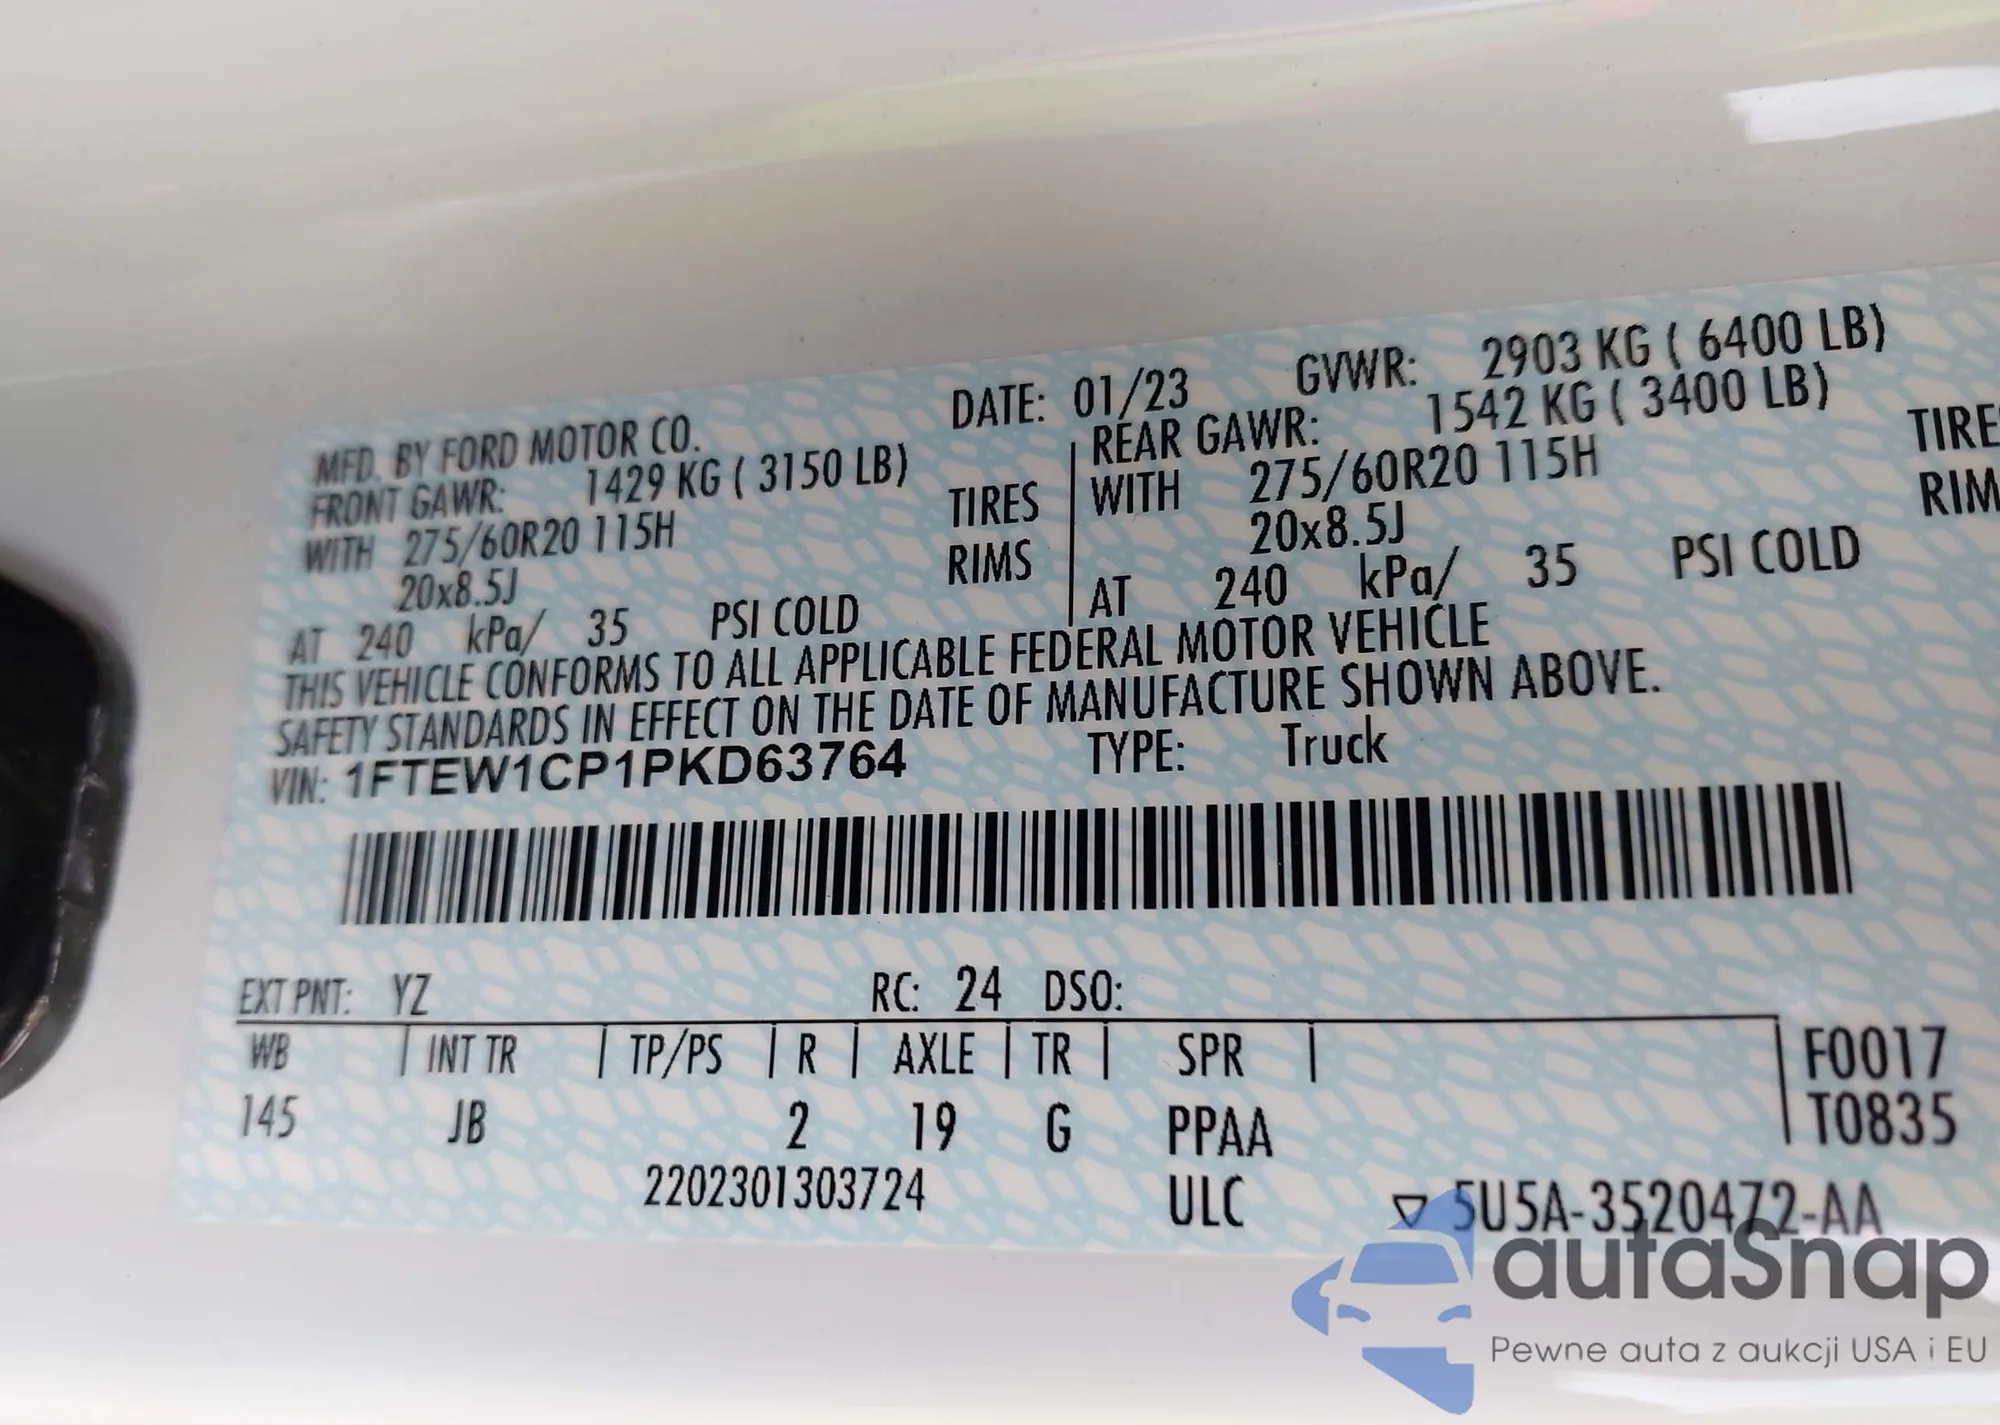 MFD. BY FORD MOTOR CO. DATE: 01/23 GVWR: 2903 KG ( 6400 LB)
FRONT GAWR: 1429 KG ( 3150 LB) REAR GAWR: 1542 KG ( 3400 LB)
WITH 275/60R20 115H TIRES WITH 275/60R20 115H TIRES
20x8.5J RIMS 20x8.5J
AT 240 kPa/ 35 PSI COLD AT 240 kPa/ 35 PSI COLD
THIS VEHICLE CONFORMS TO ALL APPLICABLE FEDERAL MOTOR VEHICLE
SAFETY STANDARDS IN EFFECT ON THE DATE OF MANUFACTURE SHOWN ABOVE.
VIN: 1FTEW1CP1PKD63764 TYPE: Truck
EXT PNT: YZ RC: 24 DSO:
WB INT TR TP/PS R AXLE TR SPR F0017
145 JB 2 19 G PPAA T0835
2202301303724 ULC ▽ 5U5A-3520472-AA
autaSnap
Pewne auta z aukcji USA i EU